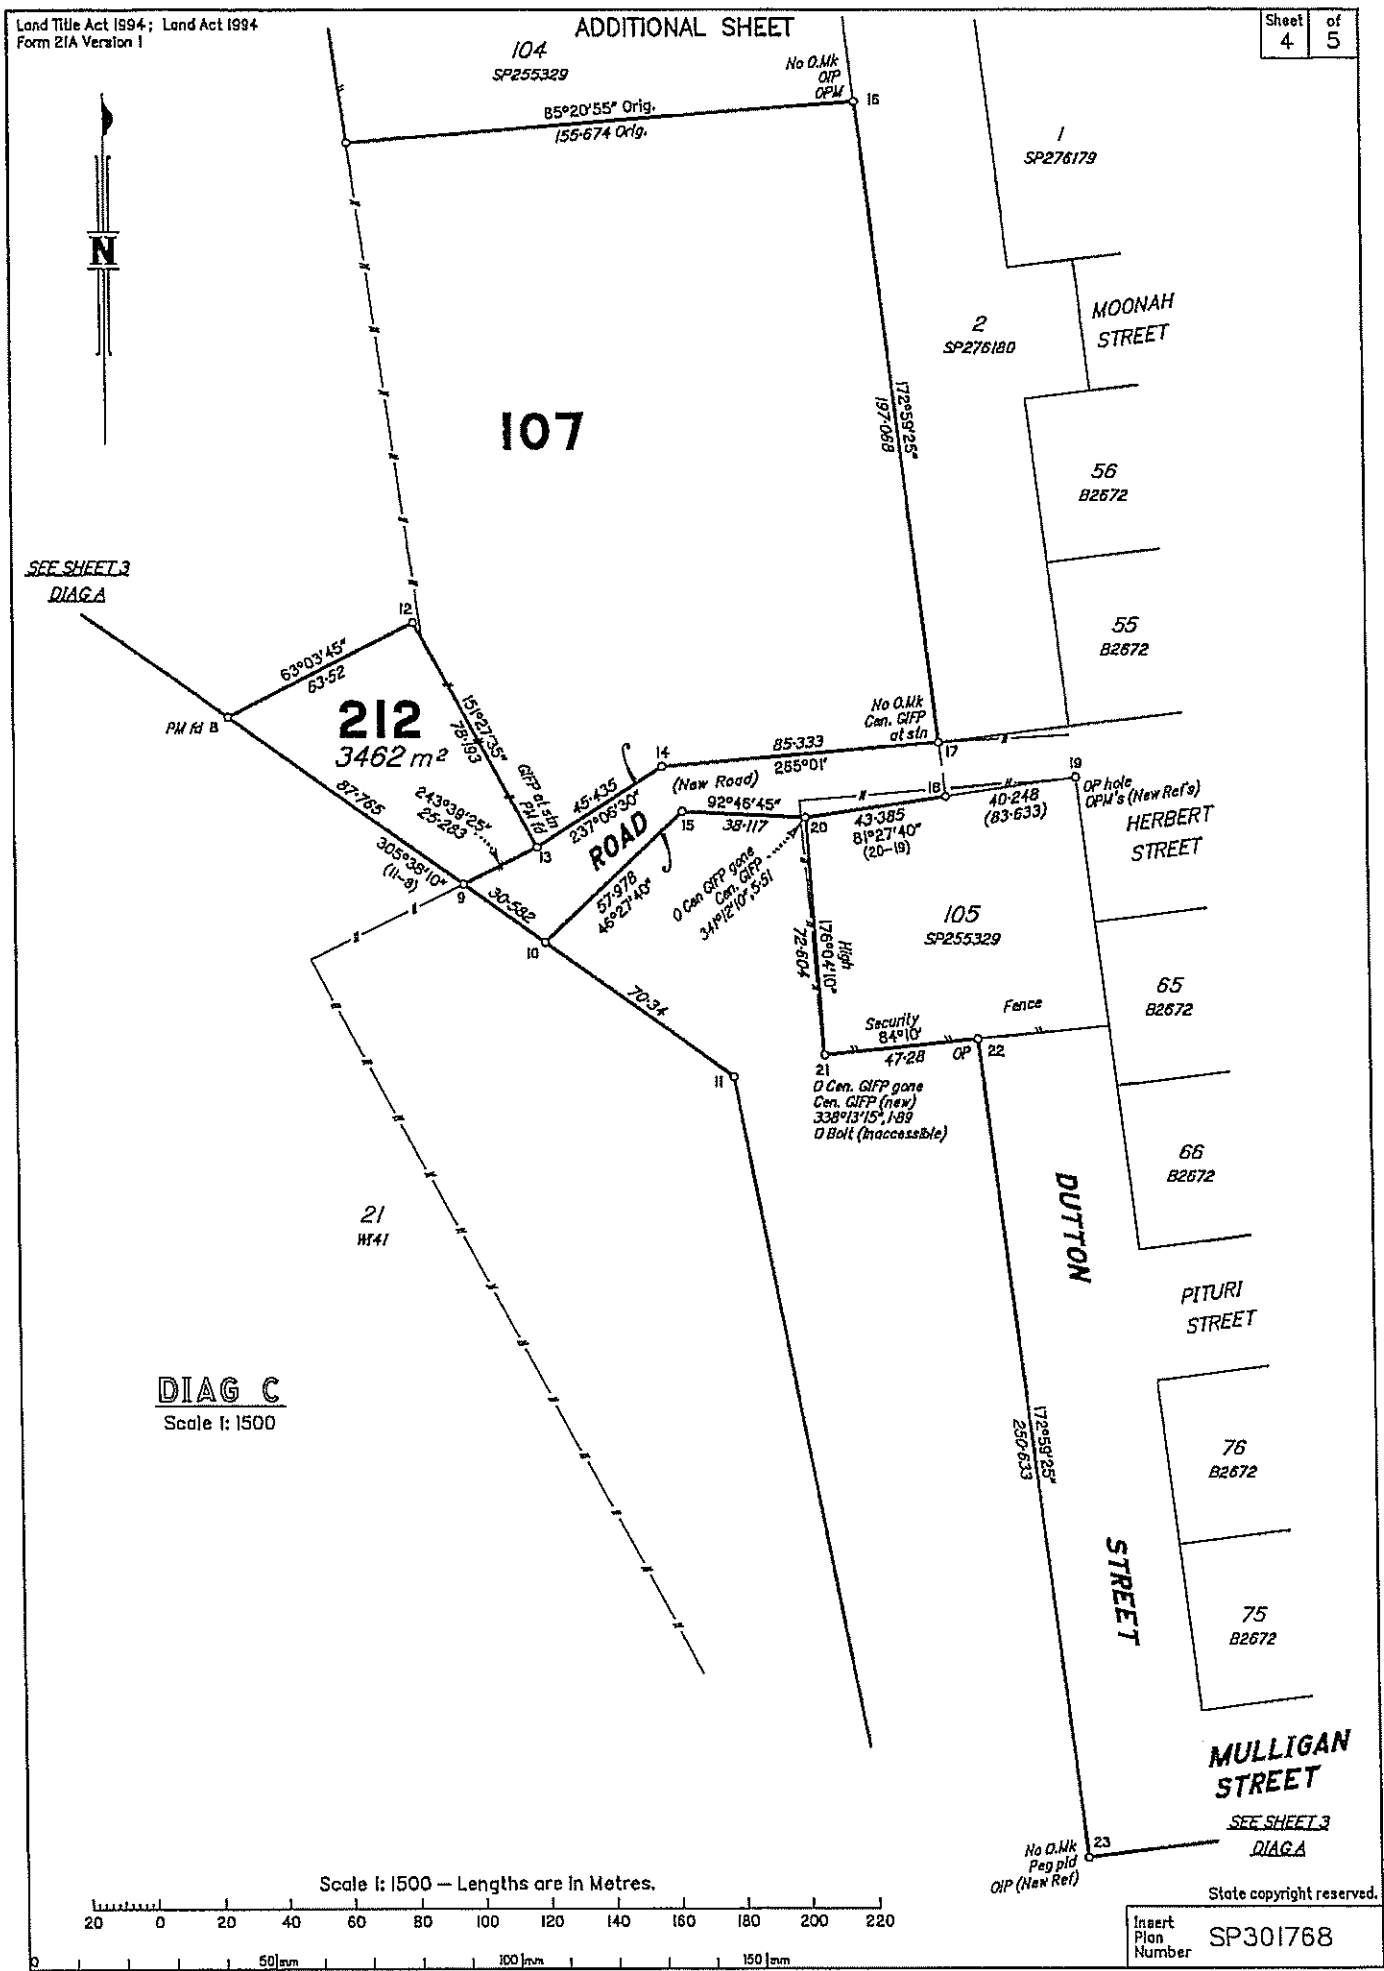 Land Title Act 1994; Land Act 1994
Form 21A Version 1
ADDITIONAL SHEET
Sheet 4 of 5
104
SP255329
No O.Mk
OIP
OPM
16
85°20'55" Orig.
155·674 Orig.
1
SP276179
N
MOONAH
STREET
2
SP276180
172°59'25"
197·068
107
56
B2672
SEE SHEET 3
DIAG A
12
55
B2672
63°03'45"
63·52
212
3462 m²
PM fd 8
151°27'35"
78·193
No O.Mk
Can. GIFP
at stn
17
14
85·333
265°01'
(New Road)
GIFP at stn
PM fd
13
45·435
237°06'30"
ROAD
92°46'45"
38·117
15
18
19
OP hole
OPM's (New Ref's)
40·248
(83·633)
20
43·385
81°27'40"
(20-19)
HERBERT
STREET
87·765
305°38'10"
(11-8)
243°39'25"
25·283
9
30·582
10
57·978
46°27'40"
O Can GIFP gone
Can. GIFP
341°12'10", 5·51
105
SP255329
High
176°04'10"
72·604
65
B2672
70·34
Security
84°10'
47·28
Fence
OP
22
11
21
O Cen. GIFP gone
Cen. GIFP (new)
338°13'15", 1·89
O Bolt (inaccessible)
66
B2672
21
W141
DUTTON
STREET
PITURI
STREET
DIAG C
Scale 1: 1500
172°59'25"
250·633
76
B2672
75
B2672
MULLIGAN
STREET
SEE SHEET 3
DIAG A
23
No O.Mk
Peg pld
OIP (New Ref)
Scale 1: 1500 — Lengths are in Metres.
20 0 20 40 60 80 100 120 140 160 180 200 220
0 50 mm 100 mm 150 mm
State copyright reserved.
Insert
Plan
Number
SP301768